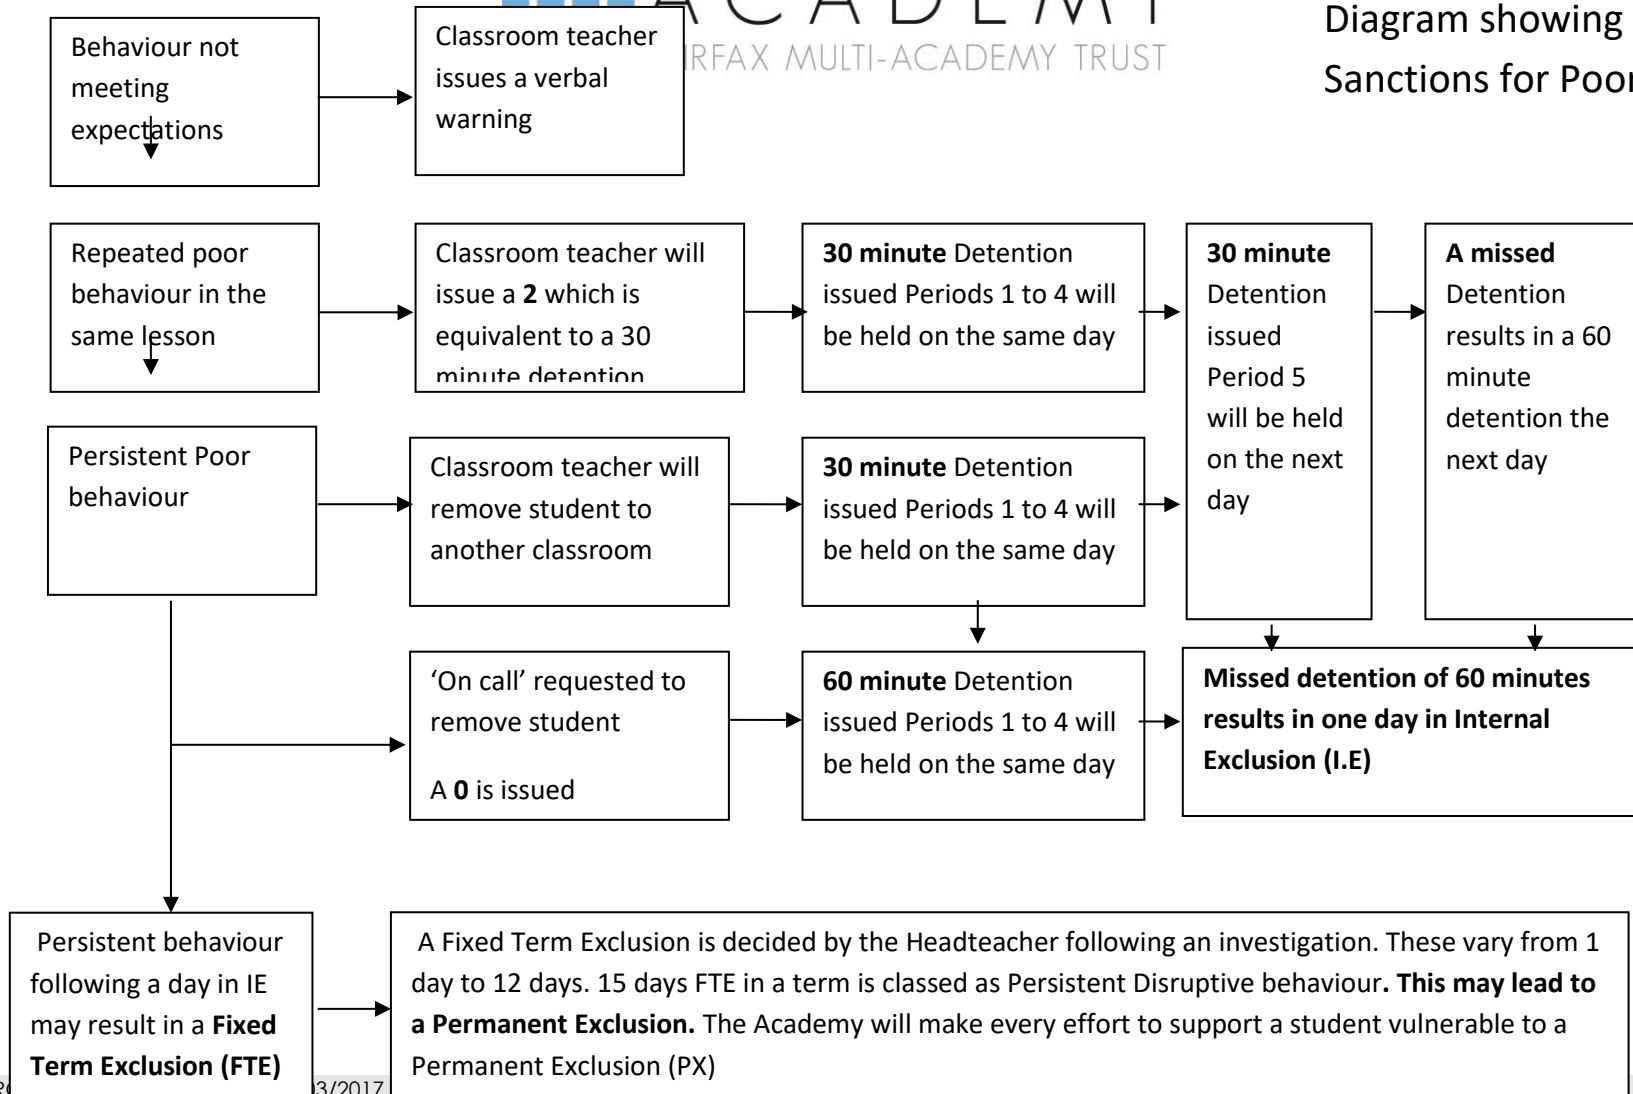 ACADEMY
MULTI-ACADEMY TRUST
Diagram showing
Sanctions for Poor
Behaviour not
meeting
expectations
Classroom teacher
issues a verbal
warning
Repeated poor
behaviour in the
same lesson
Classroom teacher will
issue a 2 which is
equivalent to a 30
minute detention
30 minute Detention
issued Periods 1 to 4 will
be held on the same day
30 minute
Detention
issued
Period 5
will be held
on the next
day
A missed
Detention
results in a 60
minute
detention the
next day
Persistent Poor
behaviour
Classroom teacher will
remove student to
another classroom
30 minute Detention
issued Periods 1 to 4 will
be held on the same day
‘On call’ requested to
remove student
A 0 is issued
60 minute Detention
issued Periods 1 to 4 will
be held on the same day
Missed detention of 60 minutes
results in one day in Internal
Exclusion (I.E)
Persistent behaviour
following a day in IE
may result in a Fixed
Term Exclusion (FTE)
A Fixed Term Exclusion is decided by the Headteacher following an investigation. These vary from 1
day to 12 days. 15 days FTE in a term is classed as Persistent Disruptive behaviour. This may lead to
a Permanent Exclusion. The Academy will make every effort to support a student vulnerable to a
Permanent Exclusion (PX)
03/2017